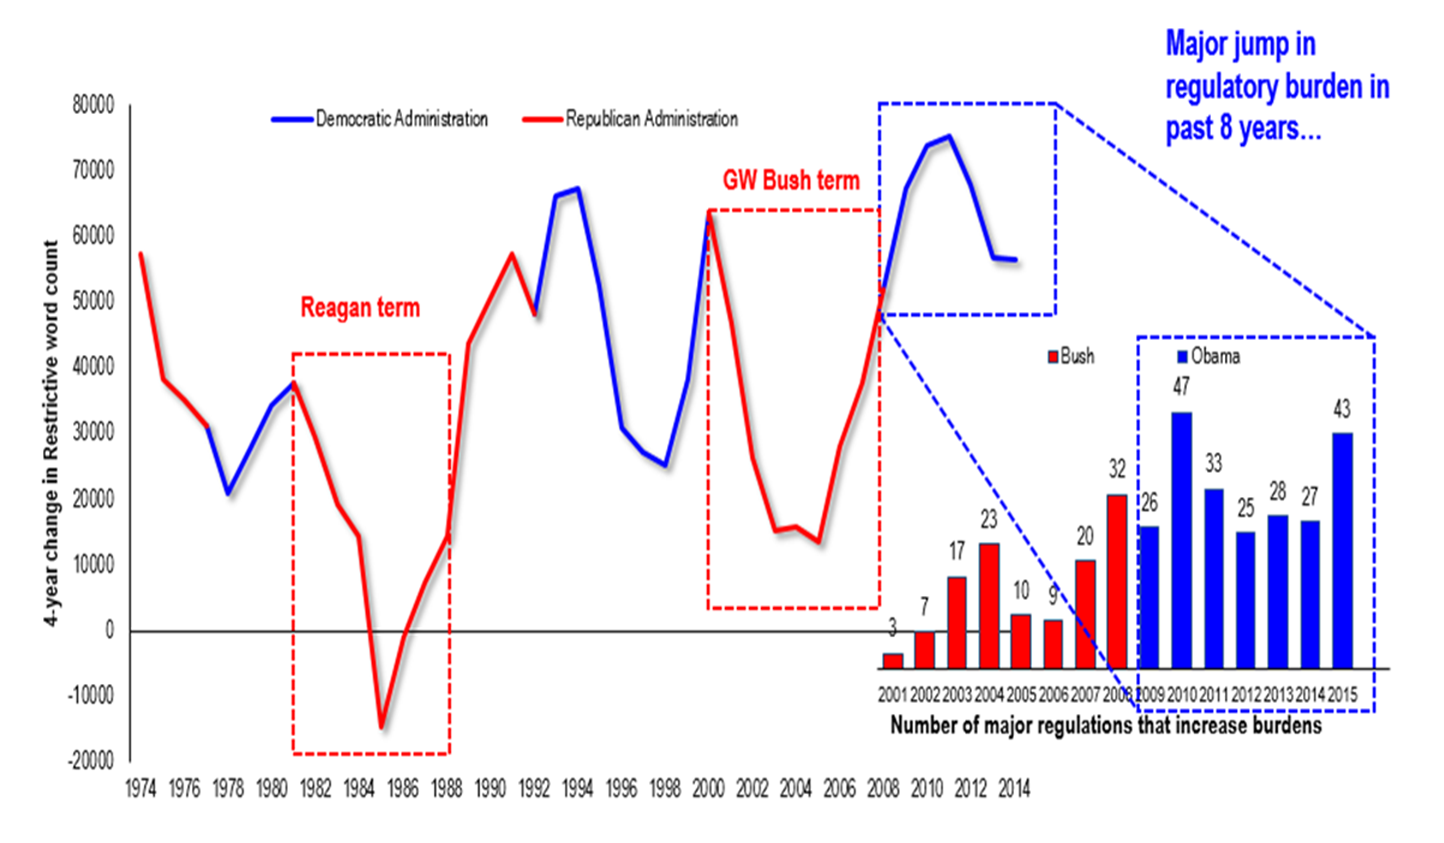 Major jump in
regulatory burden in
past 8 years...
80000
70000
60000
50000
40000
30000
20000
10000
0
-10000
-20000
4-year change in Restrictive word count
Democratic Administration
Republican Administration
Reagan term
GW Bush term
1974 1976 1978 1980 1982 1984 1986 1988 1990 1992 1994 1996 1998 2000 2002 2004 2006 2008 2010 2012 2014
Bush
Obama
3 7 17 23 10 9 20 32 26 47 33 25 28 27 43
2001 2002 2003 2004 2005 2006 2007 2008 2009 2010 2011 2012 2013 2014 2015
Number of major regulations that increase burdens